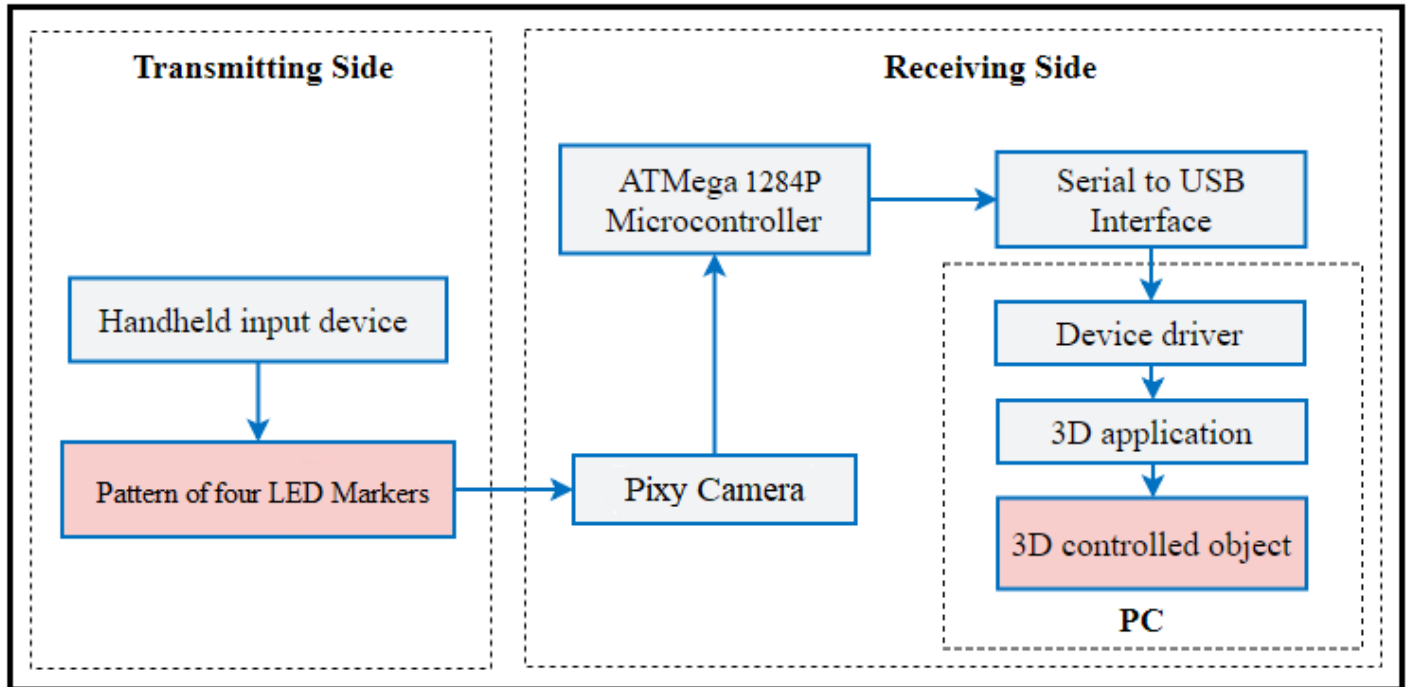 Transmitting Side
Handheld input device
Pattern of four LED Markers
Receiving Side
ATMega 1284P
Microcontroller
Pixy Camera
Serial to USB
Interface
Device driver
3D application
3D controlled object
PC